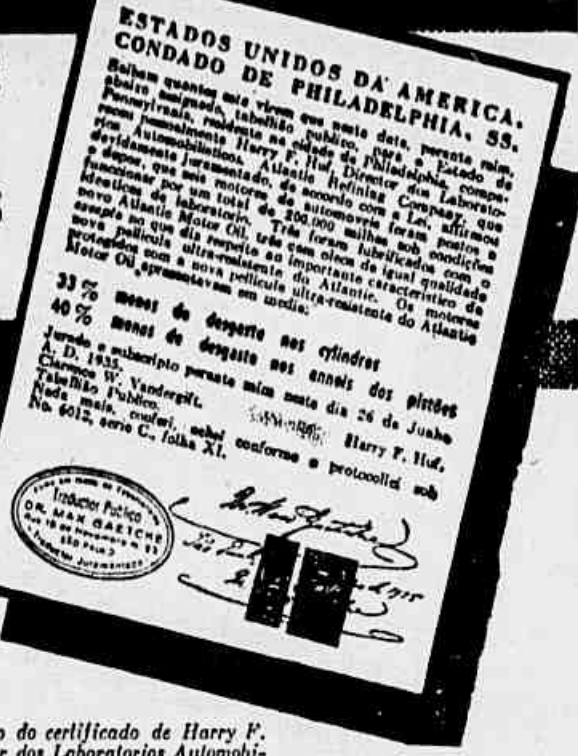 ESTADOS UNIDOS DA AMERICA.
CONDADO DE PHILADELPHIA. SS.
Saibam quantos este virem que nesta data, perante mim,
abaixo assignado, tabellião publico, para o Estado de
Pennsylvania, residente na cidade de Philadelphia, compa-
receu pessoalmente Harry F. Huf, Director dos Laborato-
rios Automobilisticos, Atlantic Refining Company, que
devidamente juramentado, de accordo com a Lei, affirmou
e depoz, que seis motores de automoveis foram postos a
funccionar por um total de 200.000 milhas sob condições
identicas de laboratorio. Três foram lubrificados com o
novo Atlantic Motor Oil, três com oleos de igual qualidade
excepto no que diz respeito ao importante caracteristico da
nova pellicula ultra-resistente do Atlantic. Os motores
protegidos com a nova pellicula ultra-resistente do Atlantic
Motor Oil, apresentavam em media:
33% menos de desgaste nos cylindros
40% menos de desgaste nos anneis dos pistões
Jurado e subscripto perante mim neste dia 26 de Junho
A. D. 1935.
Harry F. Huf,
Clarence W. Vandergift,
Tabellião Publico.
Nada mais, conferi, achei conforme e protocollei sob
No. 6012, serie C., folha XI.
Traductor Publico
DR. MAX GAETCHE
SÃO PAULO
Traductor Juramentado
o do certificado de Harry F.
r dos Laboratorios Automobi-